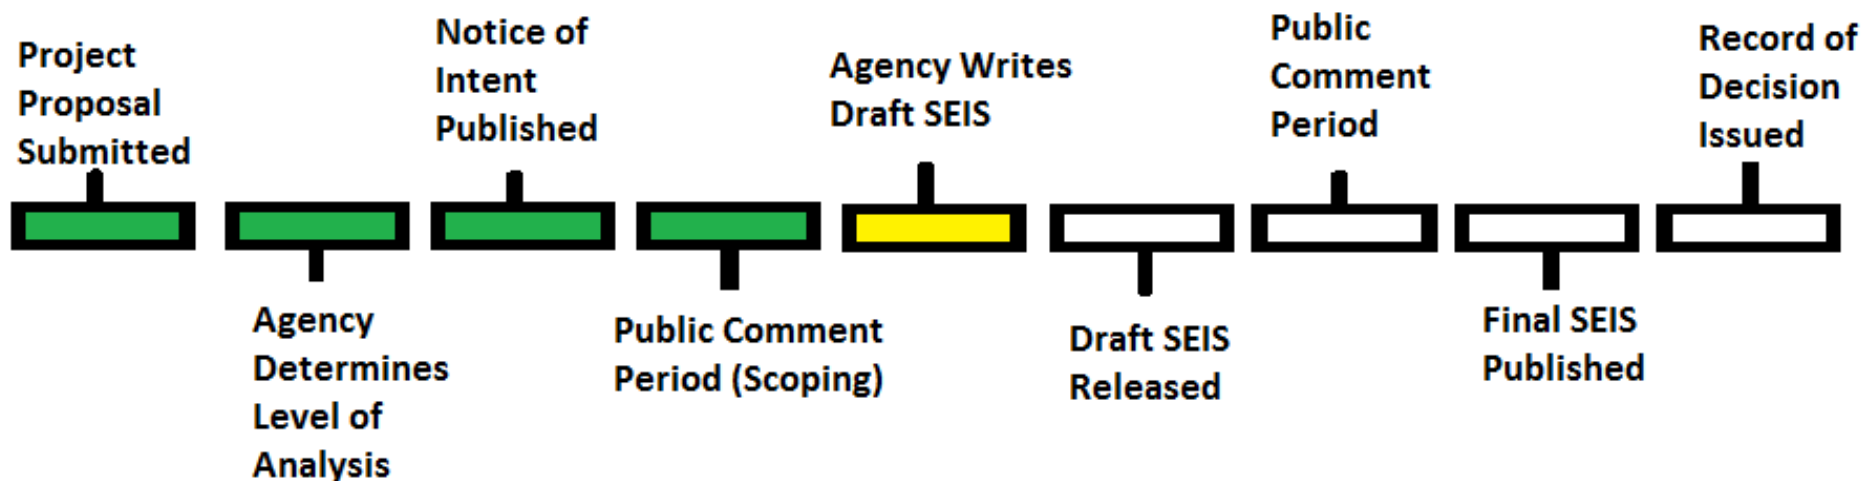 Project
Proposal
Submitted
Agency
Determines
Level of
Analysis
Notice of
Intent
Published
Public Comment
Period (Scoping)
Agency Writes
Draft SEIS
Draft SEIS
Released
Public
Comment
Period
Final SEIS
Published
Record of
Decision
Issued